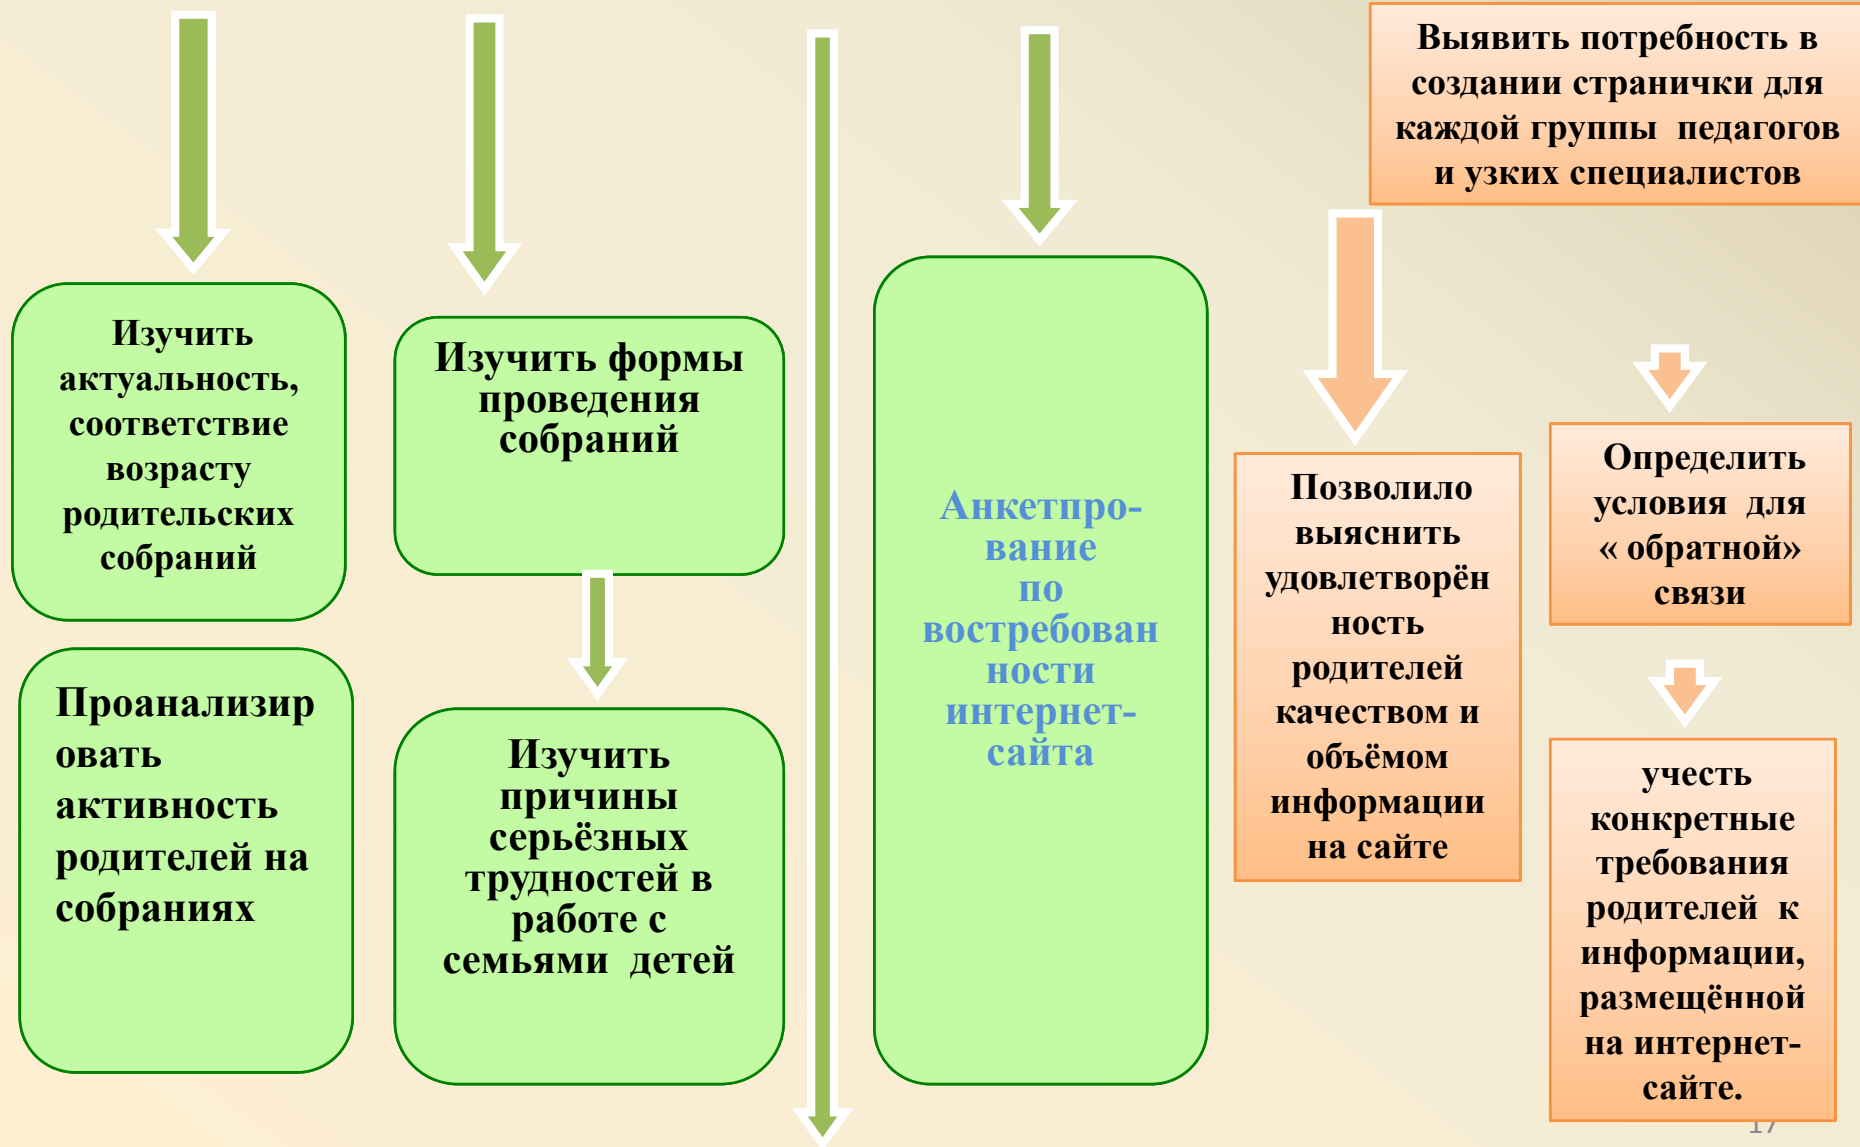 Выявить потребность в
создании странички для
каждой группы педагогов
и узких специалистов
Изучить
актуальность,
соответствие
возрасту
родительских
собраний
Изучить формы
проведения
собраний
Анкетпро-
вание
по
востребован
ности
интернет-
сайта
Позволило
выяснить
удовлетворён
ность
родителей
качеством и
объёмом
информации
на сайте
Определить
условия для
« обратной»
связи
Проанализир
овать
активность
родителей на
собраниях
Изучить
причины
серьёзных
трудностей в
работе с
семьями детей
учесть
конкретные
требования
родителей к
информации,
размещённой
на интернет-
сайте.
17